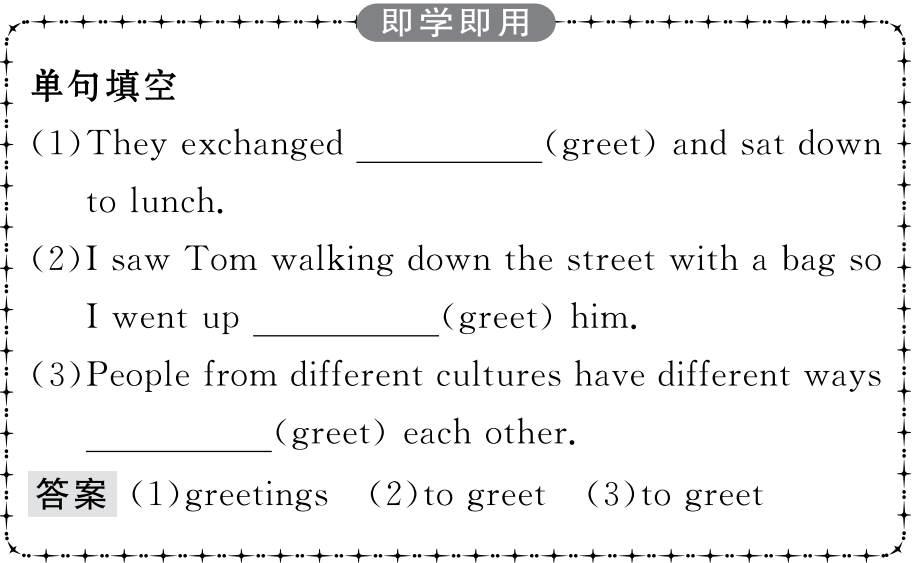 即学即用
单句填空
(1)They exchanged __________(greet) and sat down
to lunch.
(2)I saw Tom walking down the street with a bag so
I went up __________(greet) him.
(3)People from different cultures have different ways
__________(greet) each other.
答案 (1)greetings (2)to greet (3)to greet